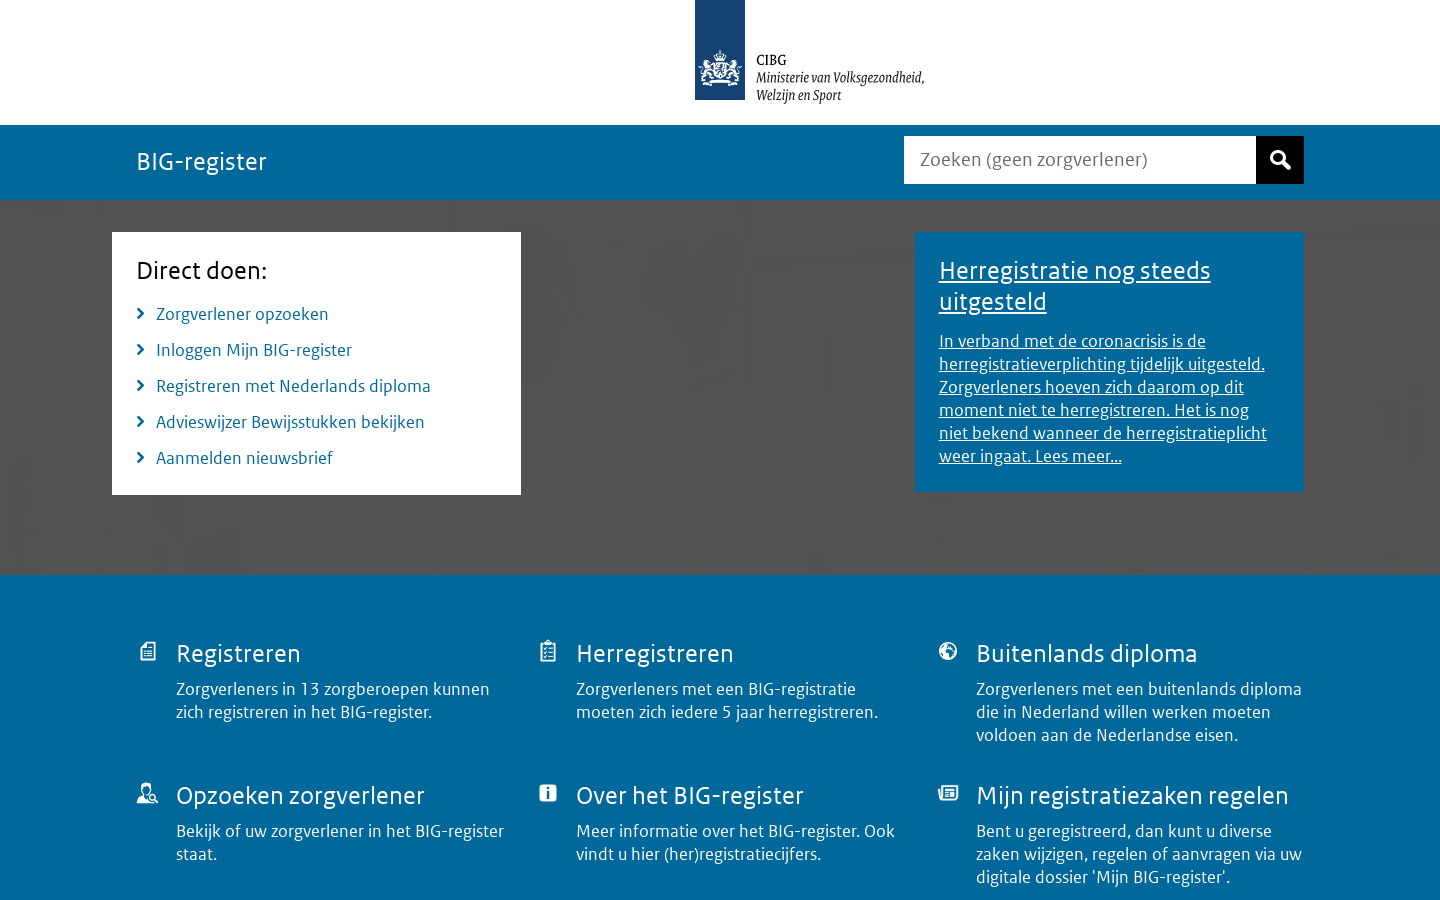 CIBG
Ministerie van Volksgezondheid,
Welzijn en Sport
BIG-register
Zoeken (geen zorgverlener)
Direct doen:
Zorgverlener opzoeken
Inloggen Mijn BIG-register
Registreren met Nederlands diploma
Advieswijzer Bewijsstukken bekijken
Aanmelden nieuwsbrief
Herregistratie nog steeds
uitgesteld
In verband met de coronacrisis is de
herregistratieverplichting tijdelijk uitgesteld.
Zorgverleners hoeven zich daarom op dit
moment niet te herregistreren. Het is nog
niet bekend wanneer de herregistratieplicht
weer ingaat. Lees meer...
Registreren
Zorgverleners in 13 zorgberoepen kunnen
zich registreren in het BIG-register.
Herregistreren
Zorgverleners met een BIG-registratie
moeten zich iedere 5 jaar herregistreren.
Buitenlands diploma
Zorgverleners met een buitenlands diploma
die in Nederland willen werken moeten
voldoen aan de Nederlandse eisen.
Opzoeken zorgverlener
Bekijk of uw zorgverlener in het BIG-register
staat.
Over het BIG-register
Meer informatie over het BIG-register. Ook
vindt u hier (her)registratiecijfers.
Mijn registratiezaken regelen
Bent u geregistreerd, dan kunt u diverse
zaken wijzigen, regelen of aanvragen via uw
digitale dossier 'Mijn BIG-register'.